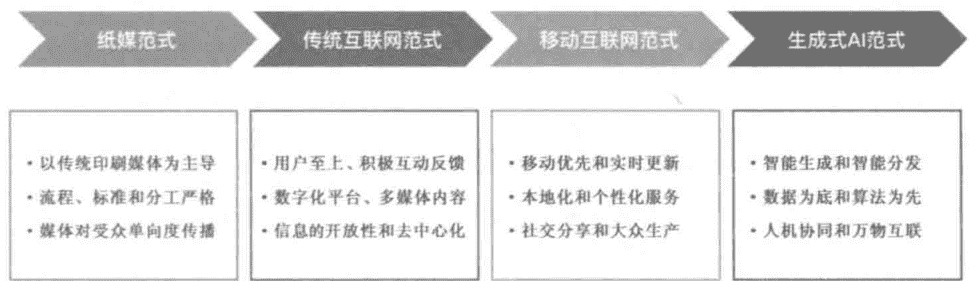 纸媒范式
传统互联网范式
移动互联网范式
生成式AI范式
·以传统印刷媒体为主导
·流程、标准和分工严格
·媒体对受众单向度传播
·用户至上、积极互动反馈
·数字化平台、多媒体内容
·信息的开放性和去中心化
·移动优先和实时更新
·本地化和个性化服务
·社交分享和大众生产
·智能生成和智能分发
·数据为底和算法为先
·人机协同和万物互联